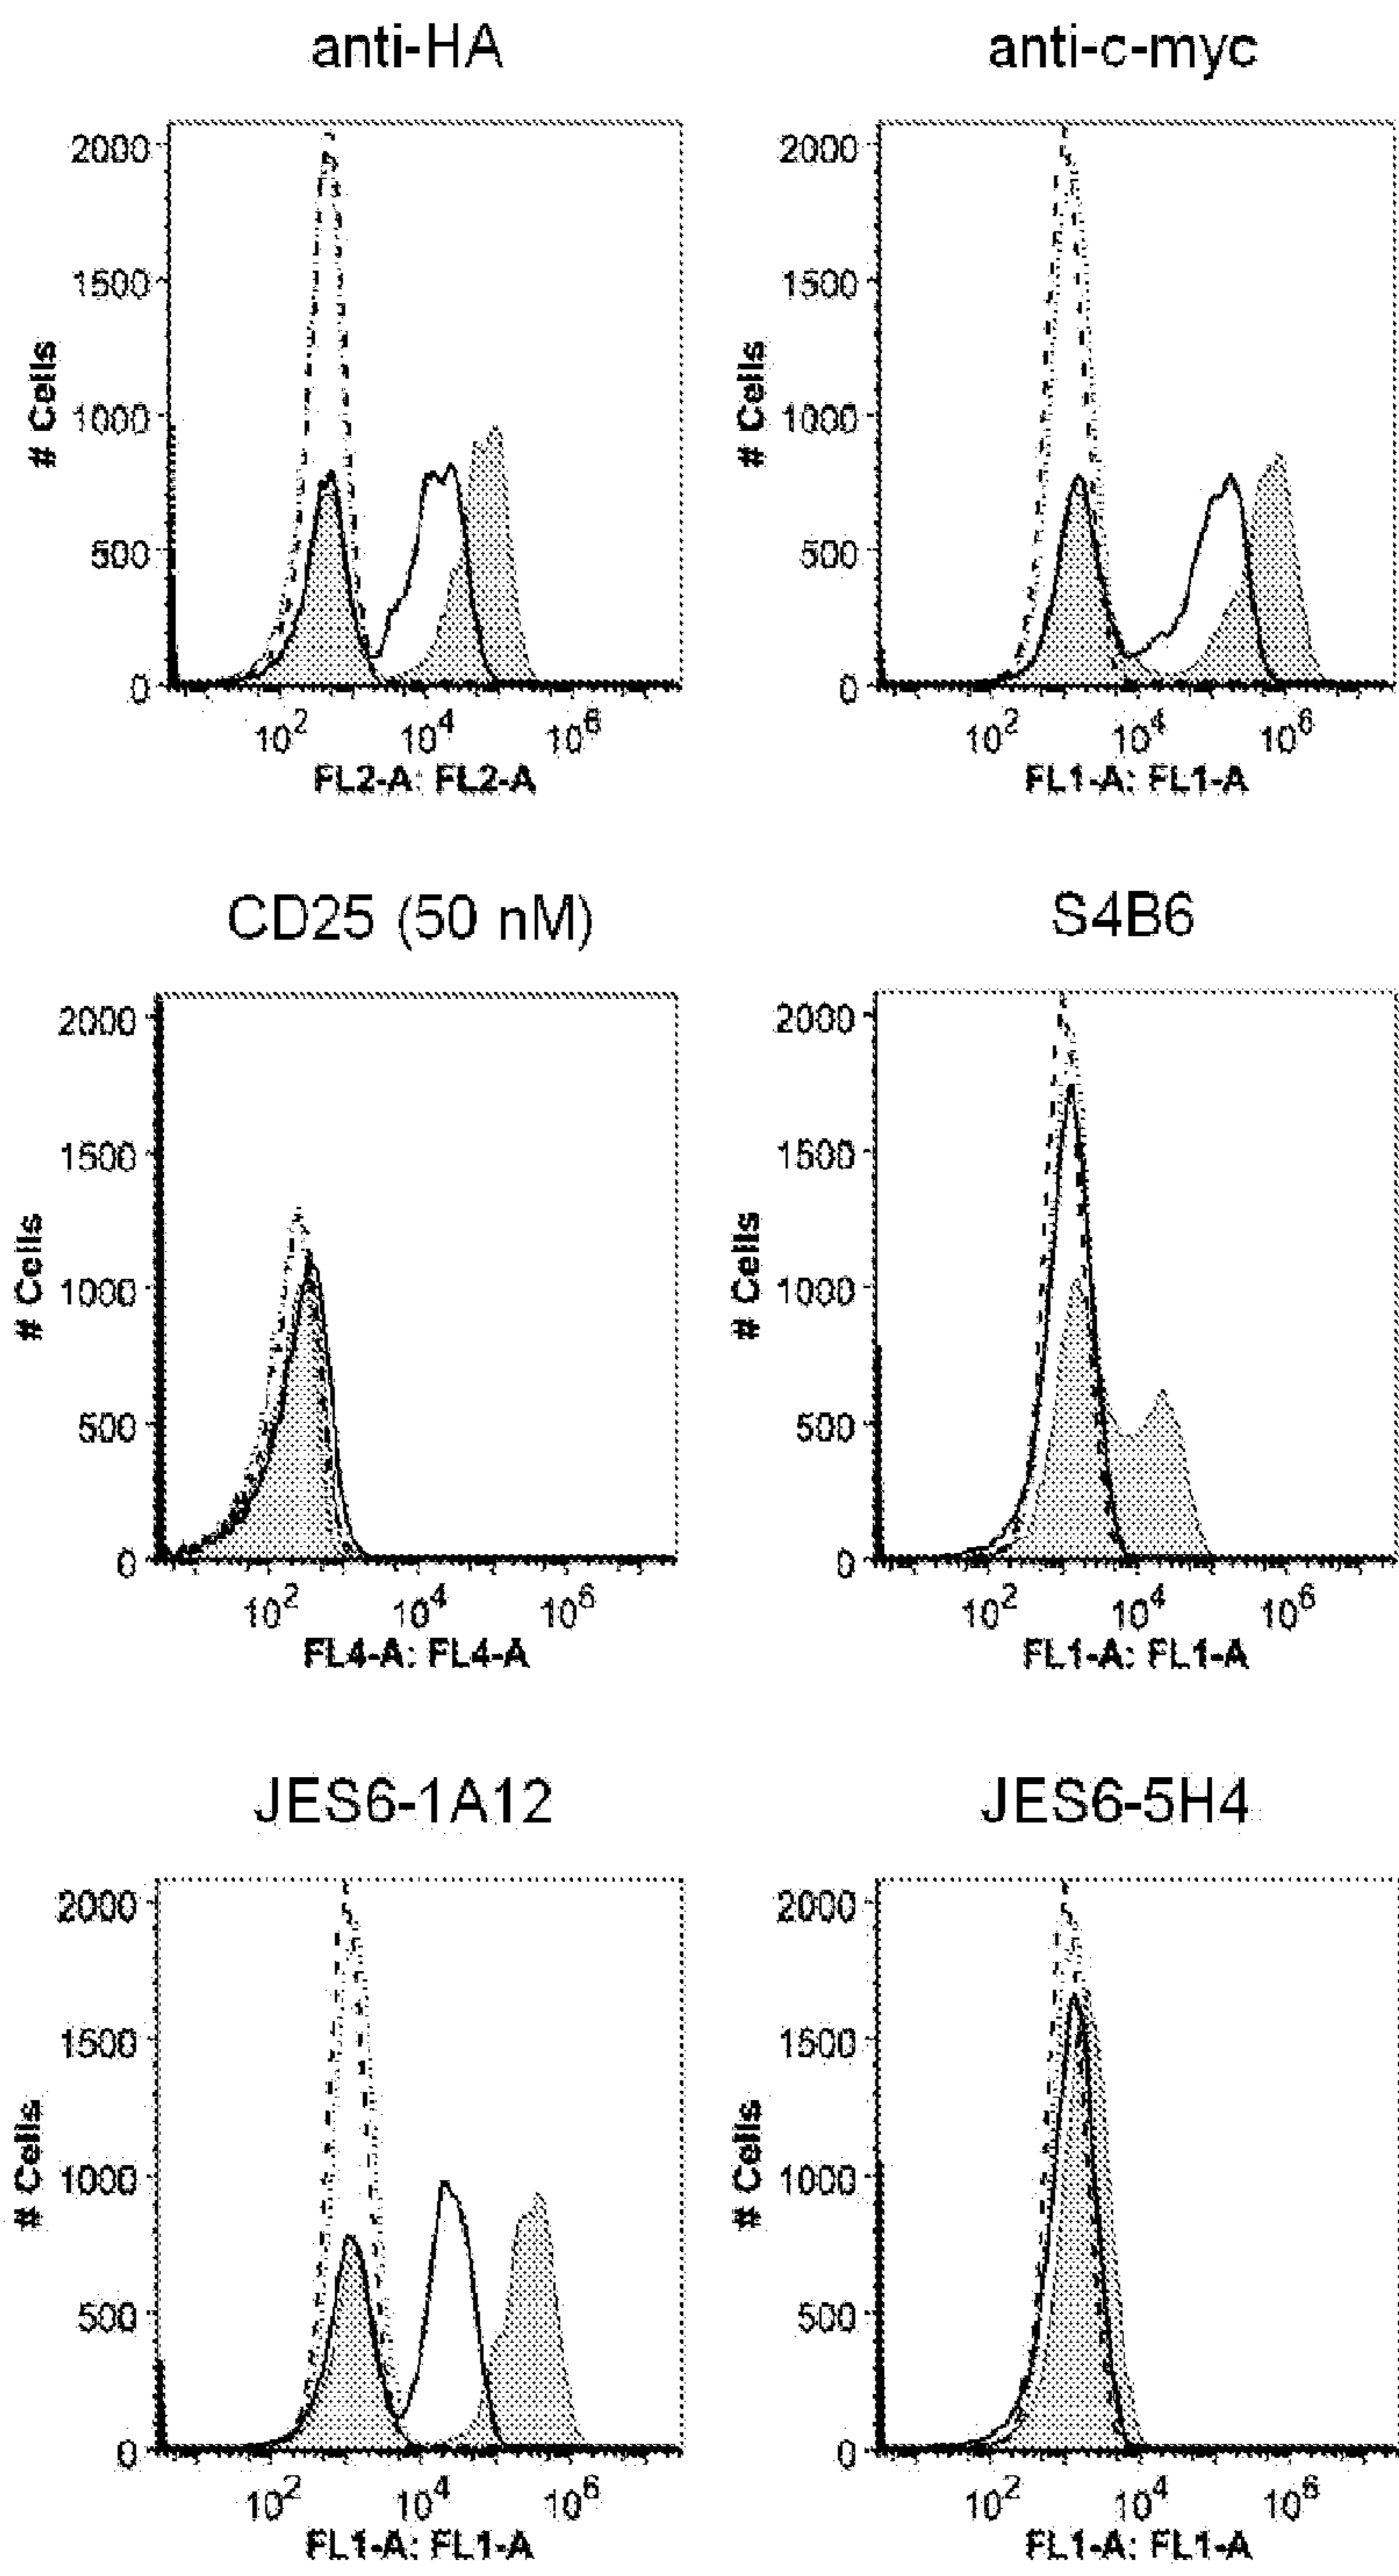 anti-HA
anti-c-myc
# Cells
2000
1500
1000
500
0
10^2 10^4 10^6
FL2-A: FL2-A
# Cells
2000
1500
1000
500
0
10^2 10^4 10^6
FL1-A: FL1-A
CD25 (50 nM)
S4B6
# Cells
2000
1500
1000
500
0
10^2 10^4 10^6
FL4-A: FL4-A
# Cells
2000
1500
1000
500
0
10^2 10^4 10^6
FL1-A: FL1-A
JES6-1A12
JES6-5H4
# Cells
2000
1500
1000
500
0
10^2 10^4 10^6
FL1-A: FL1-A
# Cells
2000
1500
1000
500
0
10^2 10^4 10^6
FL1-A: FL1-A